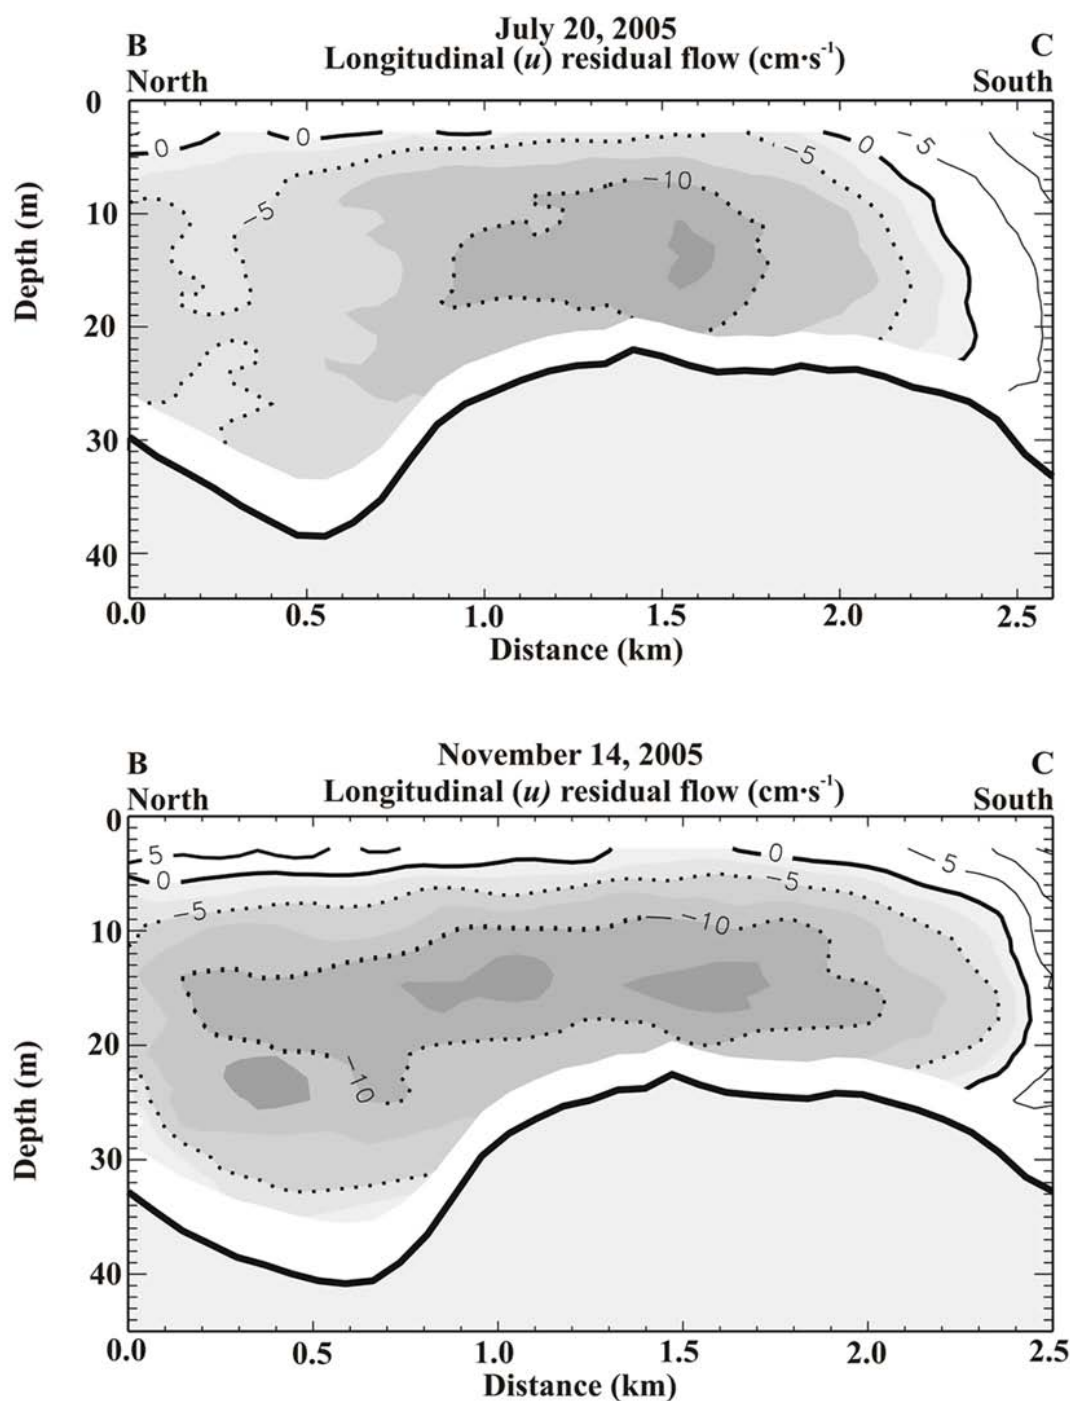 July 20, 2005
B C
Longitudinal (u) residual flow (cm·s⁻¹)
North South
0
0 0 0 -5
-5
-10
10
-5
Depth (m)
20
30
40
0.0 0.5 1.0 1.5 2.0 2.5
Distance (km)
November 14, 2005
B C
Longitudinal (u) residual flow (cm·s⁻¹)
North South
0
5 0 5
0 -5
-5 -10
10
20
-10
Depth (m)
30
40
0.0 0.5 1.0 1.5 2.0 2.5
Distance (km)